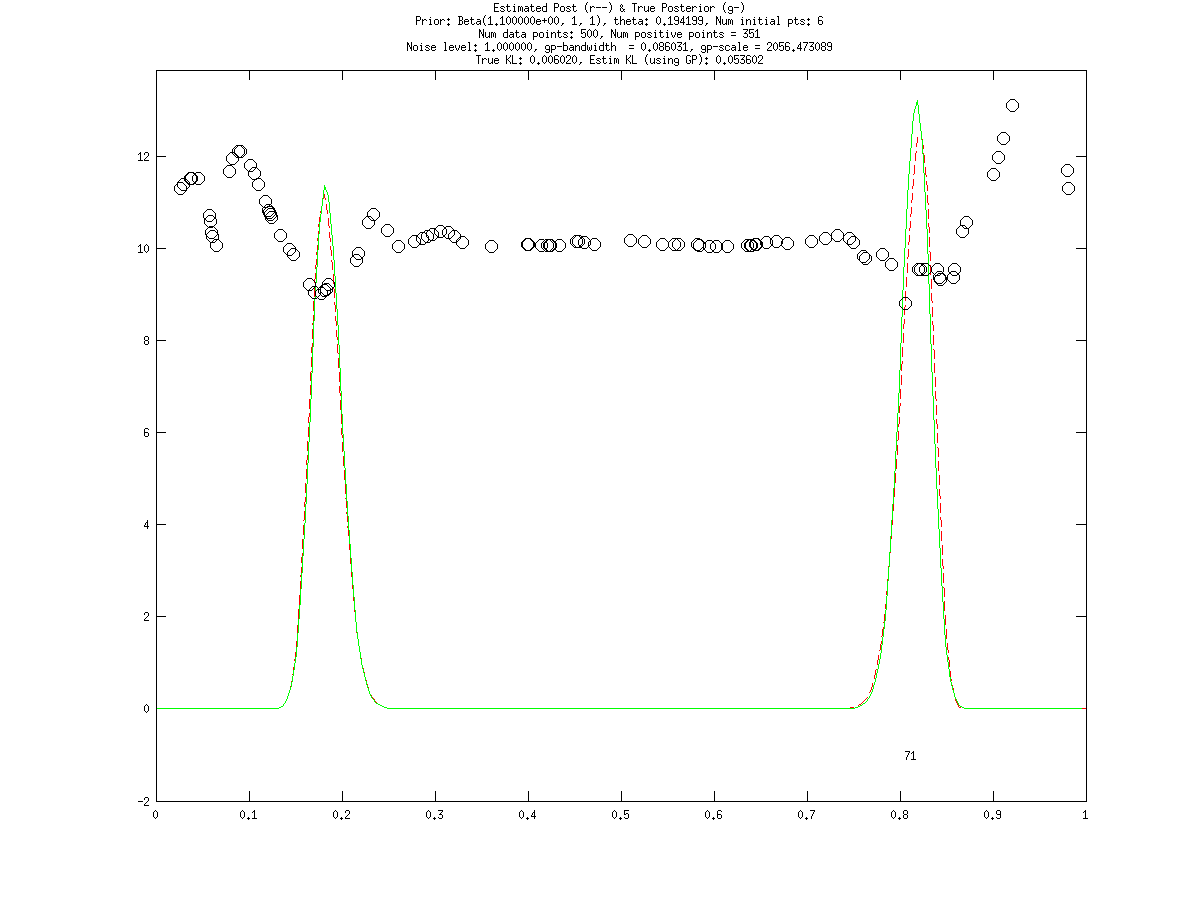 Estimated Post (r--) & True Posterior (g-)
Prior: Beta(1.100000e+00, 1, 1), theta: 0.194199, Num initial pts: 6
Num data points: 500, Num positive points = 351
Noise level: 1.000000, gp-bandwidth  = 0.086031, gp-scale = 2056.473089
True KL: 0.006020, Estim KL (using GP): 0.053602
12
10
8
6
4
2
0
71
-2
0 0.1 0.2 0.3 0.4 0.5 0.6 0.7 0.8 0.9 1